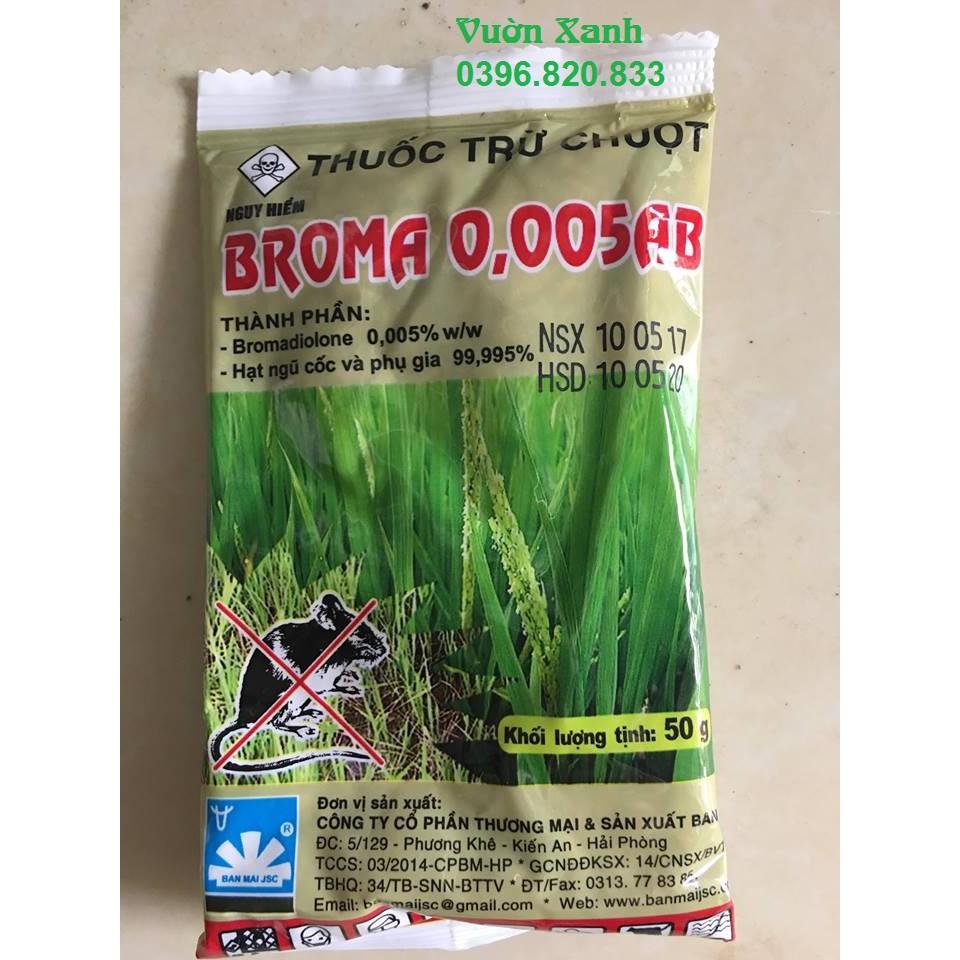 Vườn Xanh
0396.820.833
THUỐC TRỪ CHUỘT
NGUY HIỂM
BROMA 0,005AB
THÀNH PHẦN:
- Bromadiolone 0,005% w/w
- Hạt ngũ cốc và phụ gia 99,995%
NSX 10 05 17
HSD 10 05 20
Khối lượng tịnh: 50 g
Đơn vị sản xuất:
CÔNG TY CỔ PHẦN THƯƠNG MẠI & SẢN XUẤT BAN
ĐC: 5/129 - Phương Khê - Kiến An - Hải Phòng
TCCS: 03/2014-CPBM-HP * GCNĐĐKSX: 14/CNSX/BV
TBHQ: 34/TB-SNN-BTTV * ĐT/Fax: 0313. 77 83
Email: banmaijsc@gmail.com * Web: www.banmaijsc.c
®
BAN MAI JSC